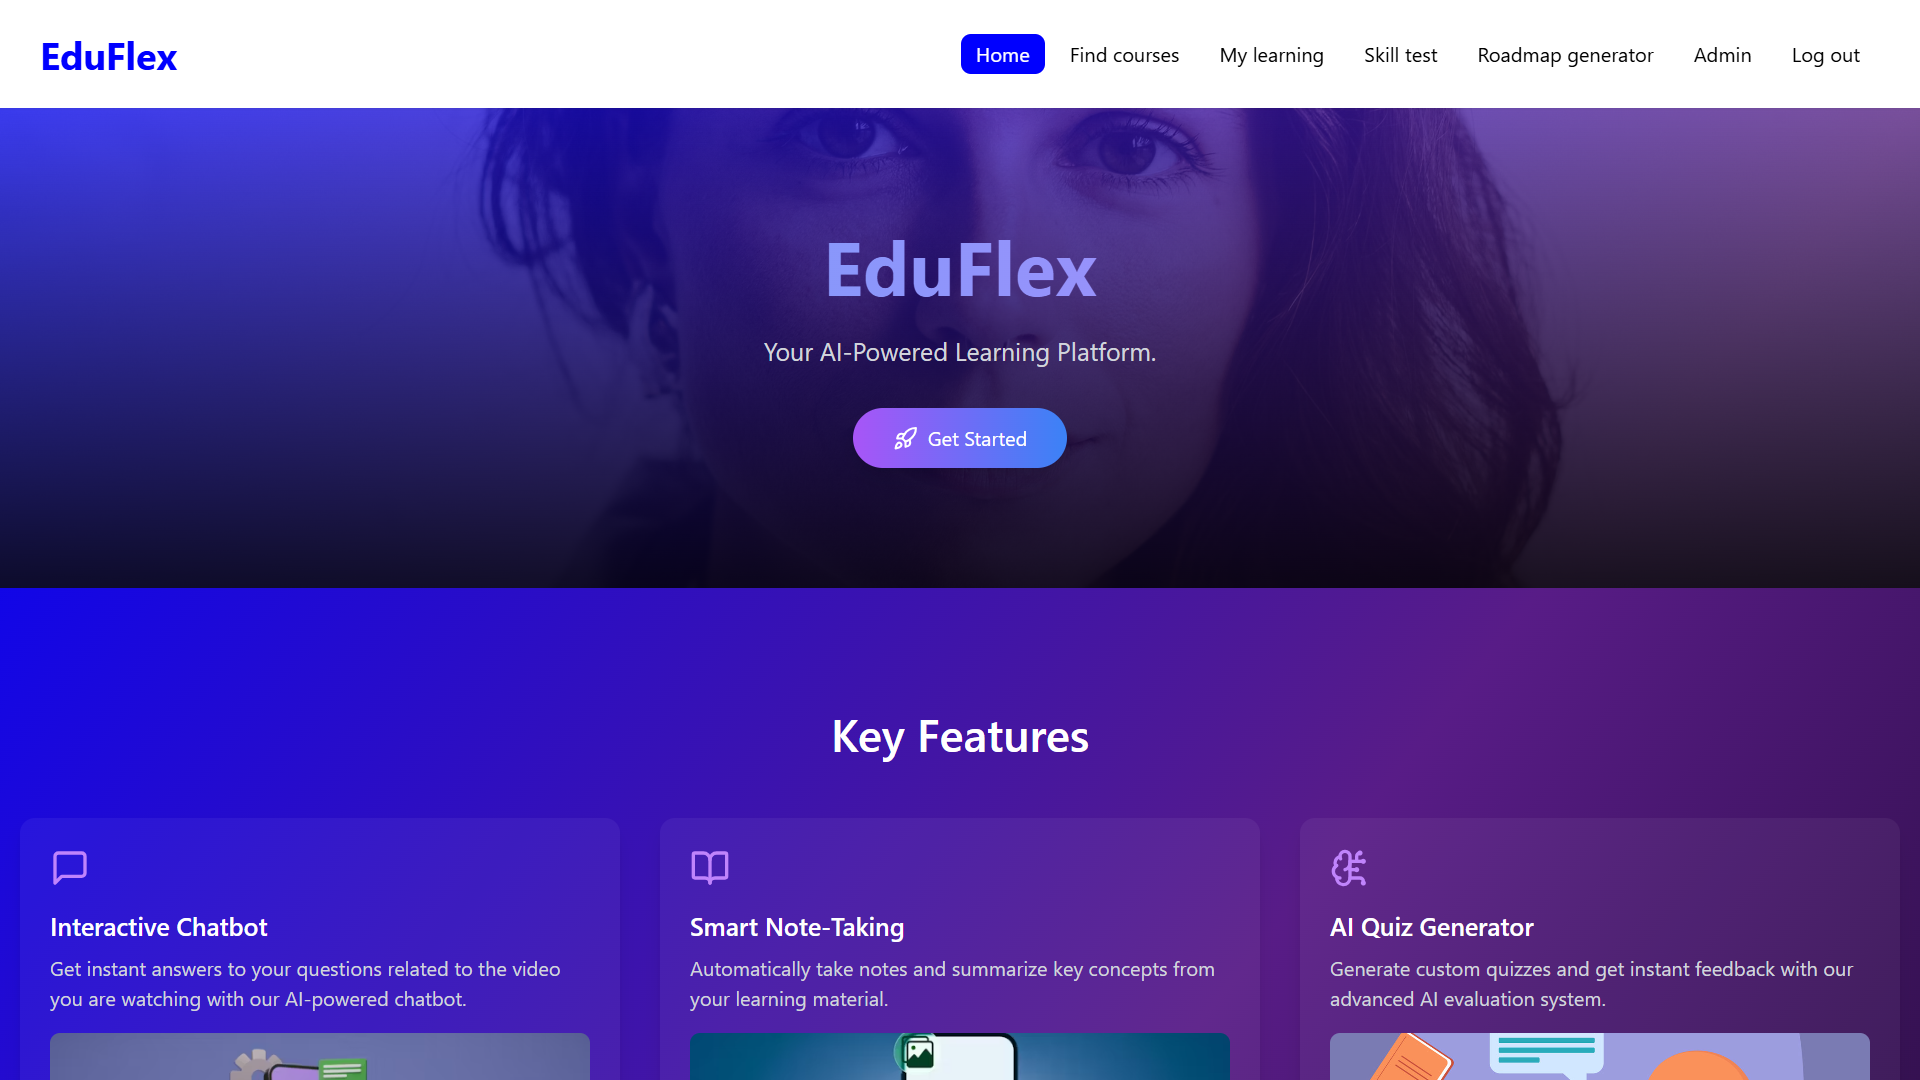 EduFlex
Home Find courses My learning Skill test Roadmap generator Admin Log out
EduFlex
Your AI-Powered Learning Platform.
Get Started
Key Features
Interactive Chatbot
Get instant answers to your questions related to the video
you are watching with our AI-powered chatbot.
Smart Note-Taking
Automatically take notes and summarize key concepts from
your learning material.
AI Quiz Generator
Generate custom quizzes and get instant feedback with our
advanced AI evaluation system.